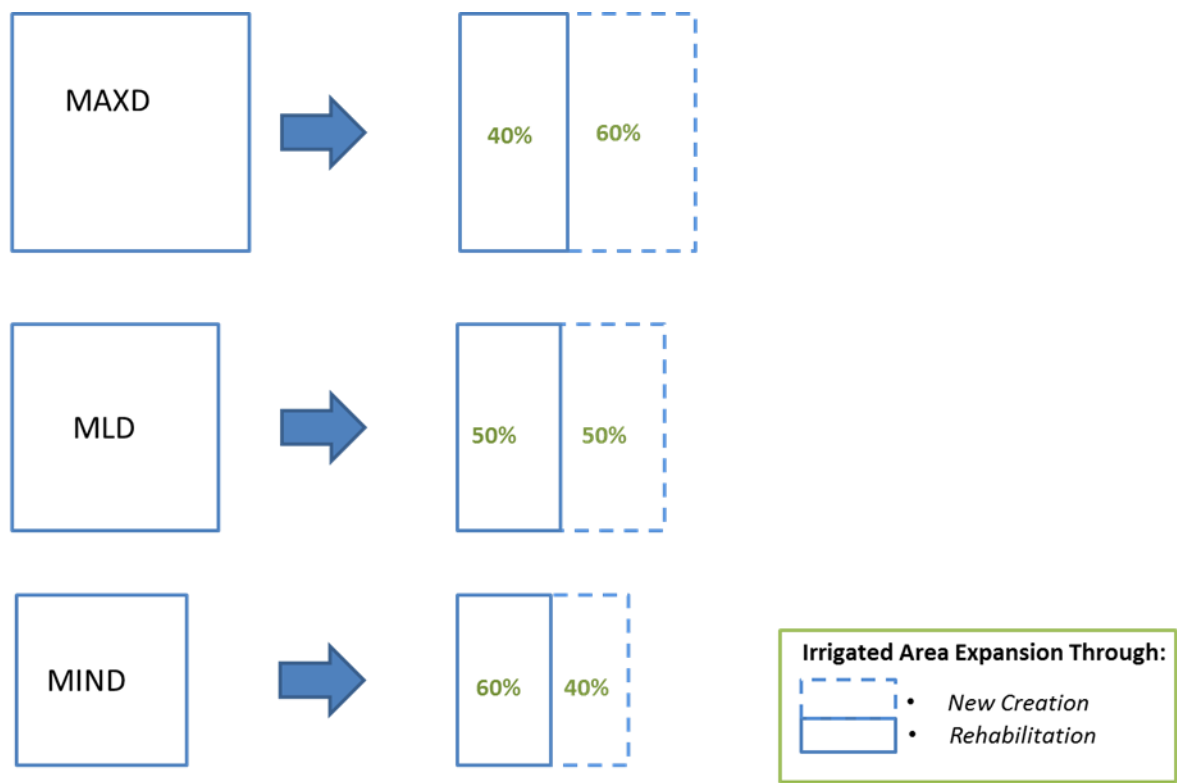 MAXD
40%
60%
MLD
50%
50%
MIND
60%
40%
Irrigated Area Expansion Through:
• New Creation
• Rehabilitation